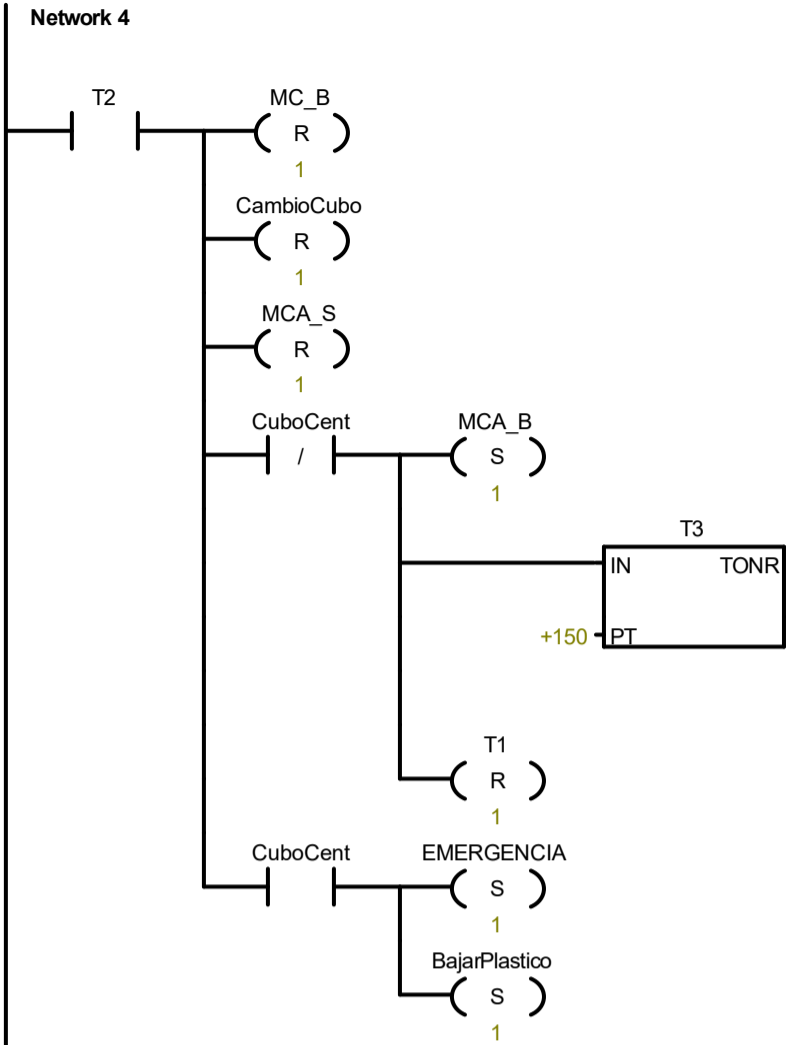 Network 4
T2
MC_B
R
1
CambioCubo
R
1
MCA_S
R
1
CuboCent
/
MCA_B
S
1
T3
IN TONR
+150 PT
T1
R
1
CuboCent
EMERGENCIA
S
1
BajarPlastico
S
1